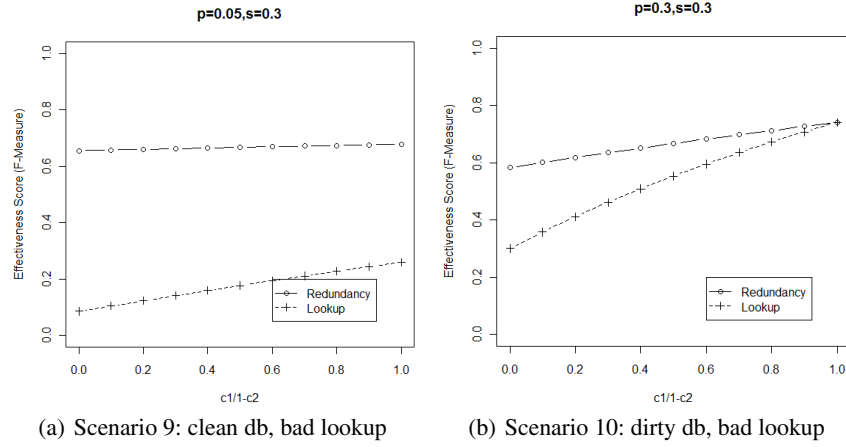 p=0.05,s=0.3
Effectiveness Score (F-Measure)
1.0
0.8
0.6
0.4
0.2
0.0
Redundancy
Lookup
0.0 0.2 0.4 0.6 0.8 1.0
c1/1-c2
(a) Scenario 9: clean db, bad lookup
p=0.3,s=0.3
Effectiveness Score (F-Measure)
1.0
0.8
0.6
0.4
0.2
0.0
Redundancy
Lookup
0.0 0.2 0.4 0.6 0.8 1.0
c1/1-c2
(b) Scenario 10: dirty db, bad lookup